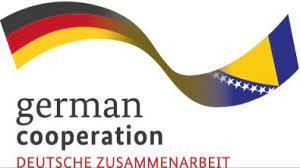 german
cooperation
DEUTSCHE ZUSAMMENARBEIT